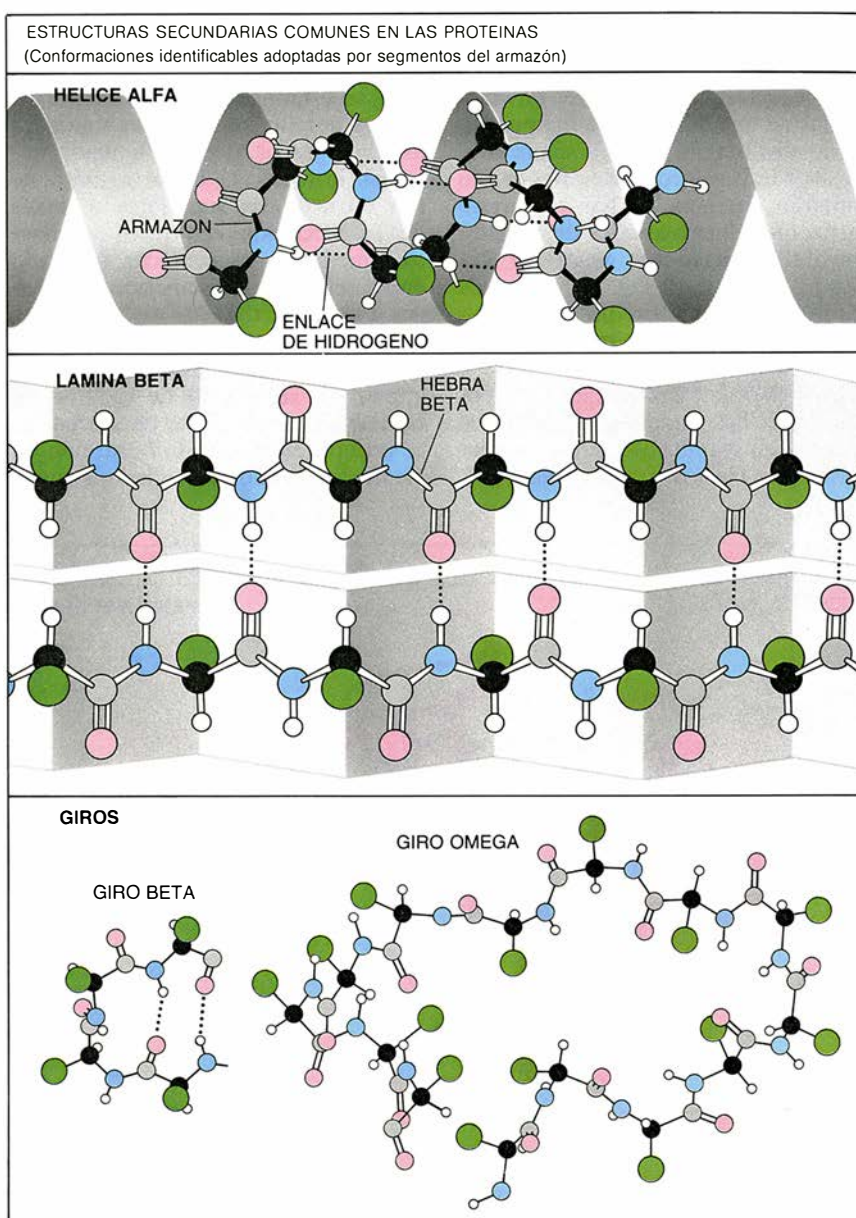 ESTRUCTURAS SECUNDARIAS COMUNES EN LAS PROTEINAS
(Conformaciones identificables adoptadas por segmentos del armazón)
HELICE ALFA
ARMAZON
ENLACE
DE HIDROGENO
LAMINA BETA
HEBRA
BETA
GIROS
GIRO OMEGA
GIRO BETA